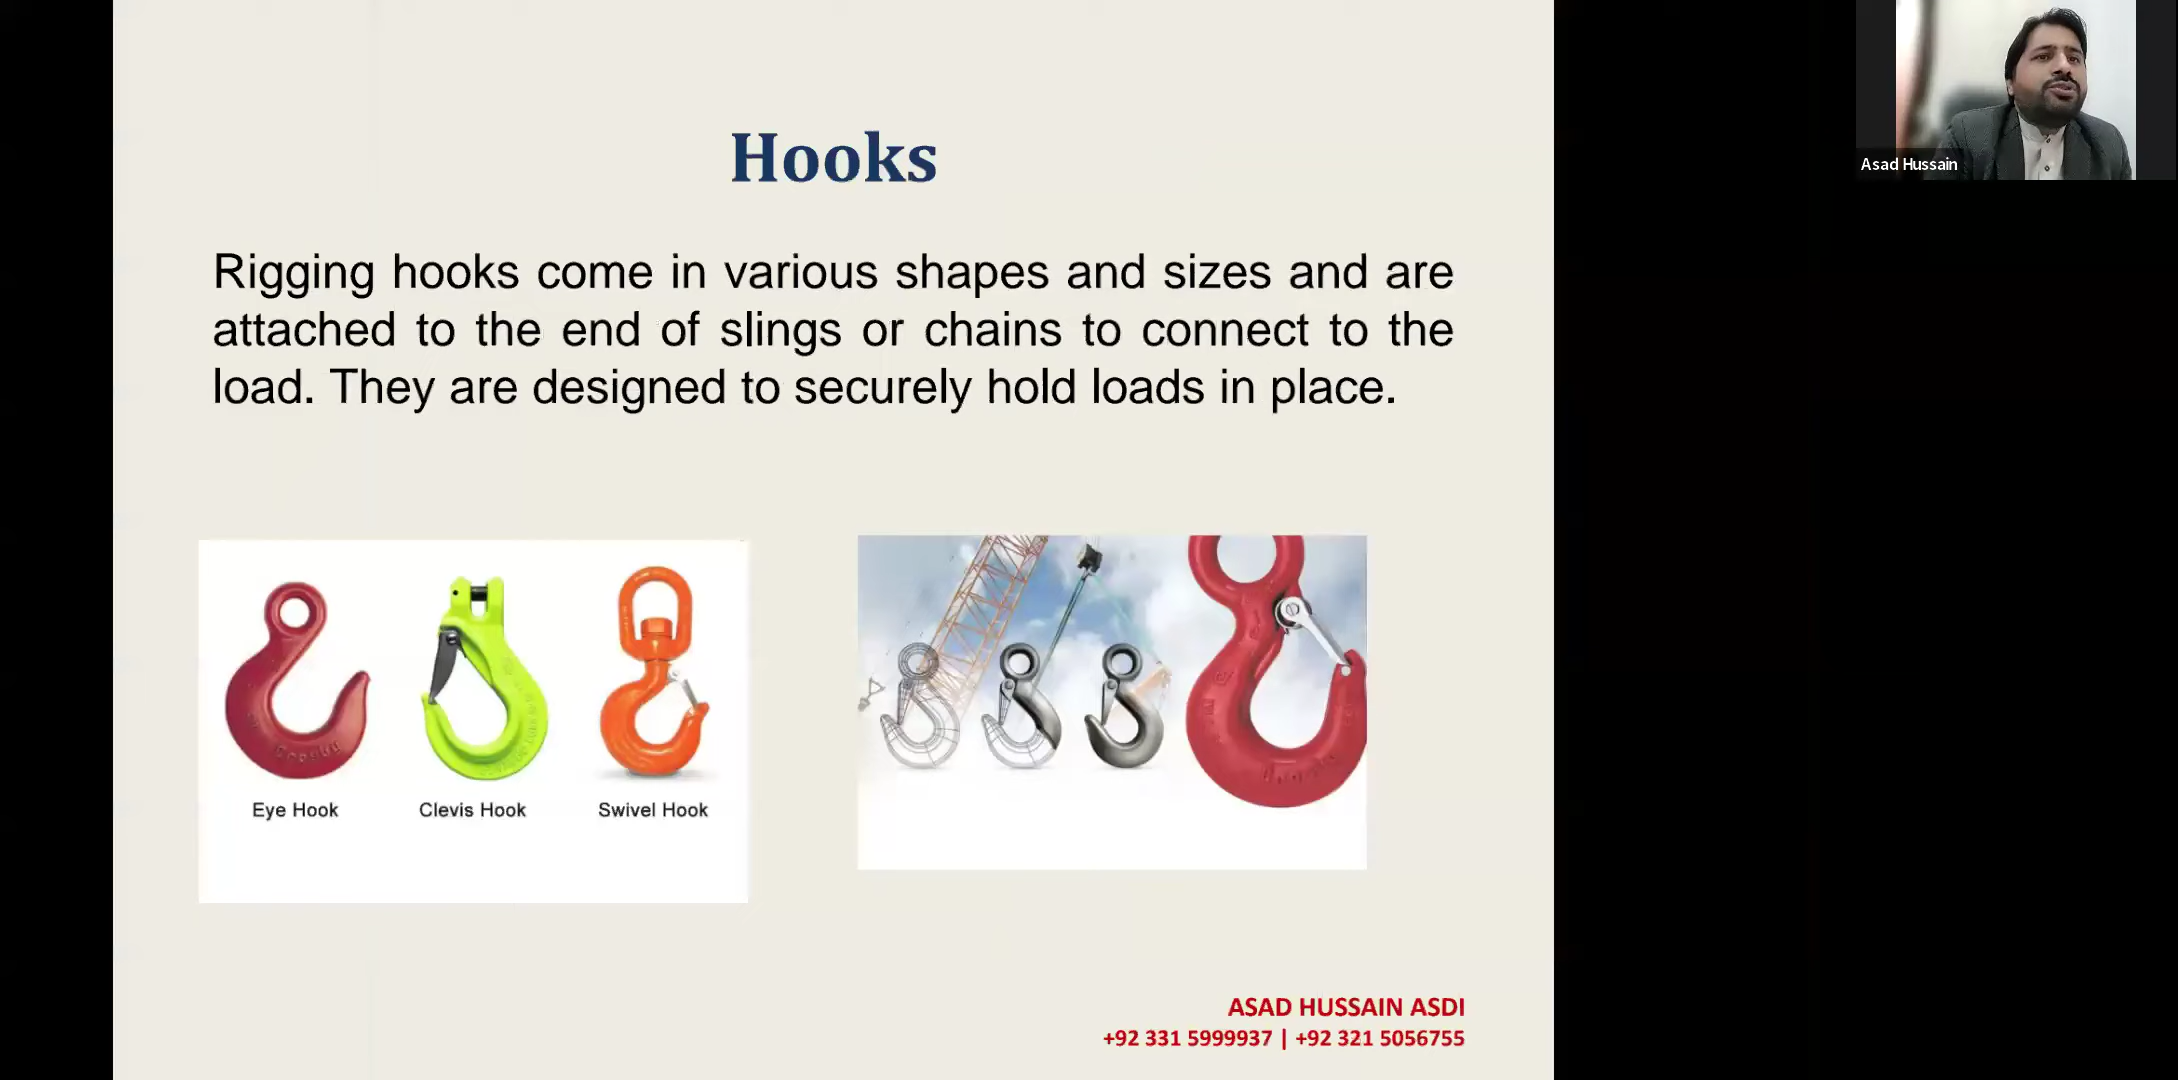 Hooks
Rigging hooks come in various shapes and sizes and are
attached to the end of slings or chains to connect to the
load. They are designed to securely hold loads in place.
Eye Hook
Clevis Hook
Swivel Hook
ASAD HUSSAIN ASDI
+92 331 5999937 | +92 321 5056755
Asad Hussain